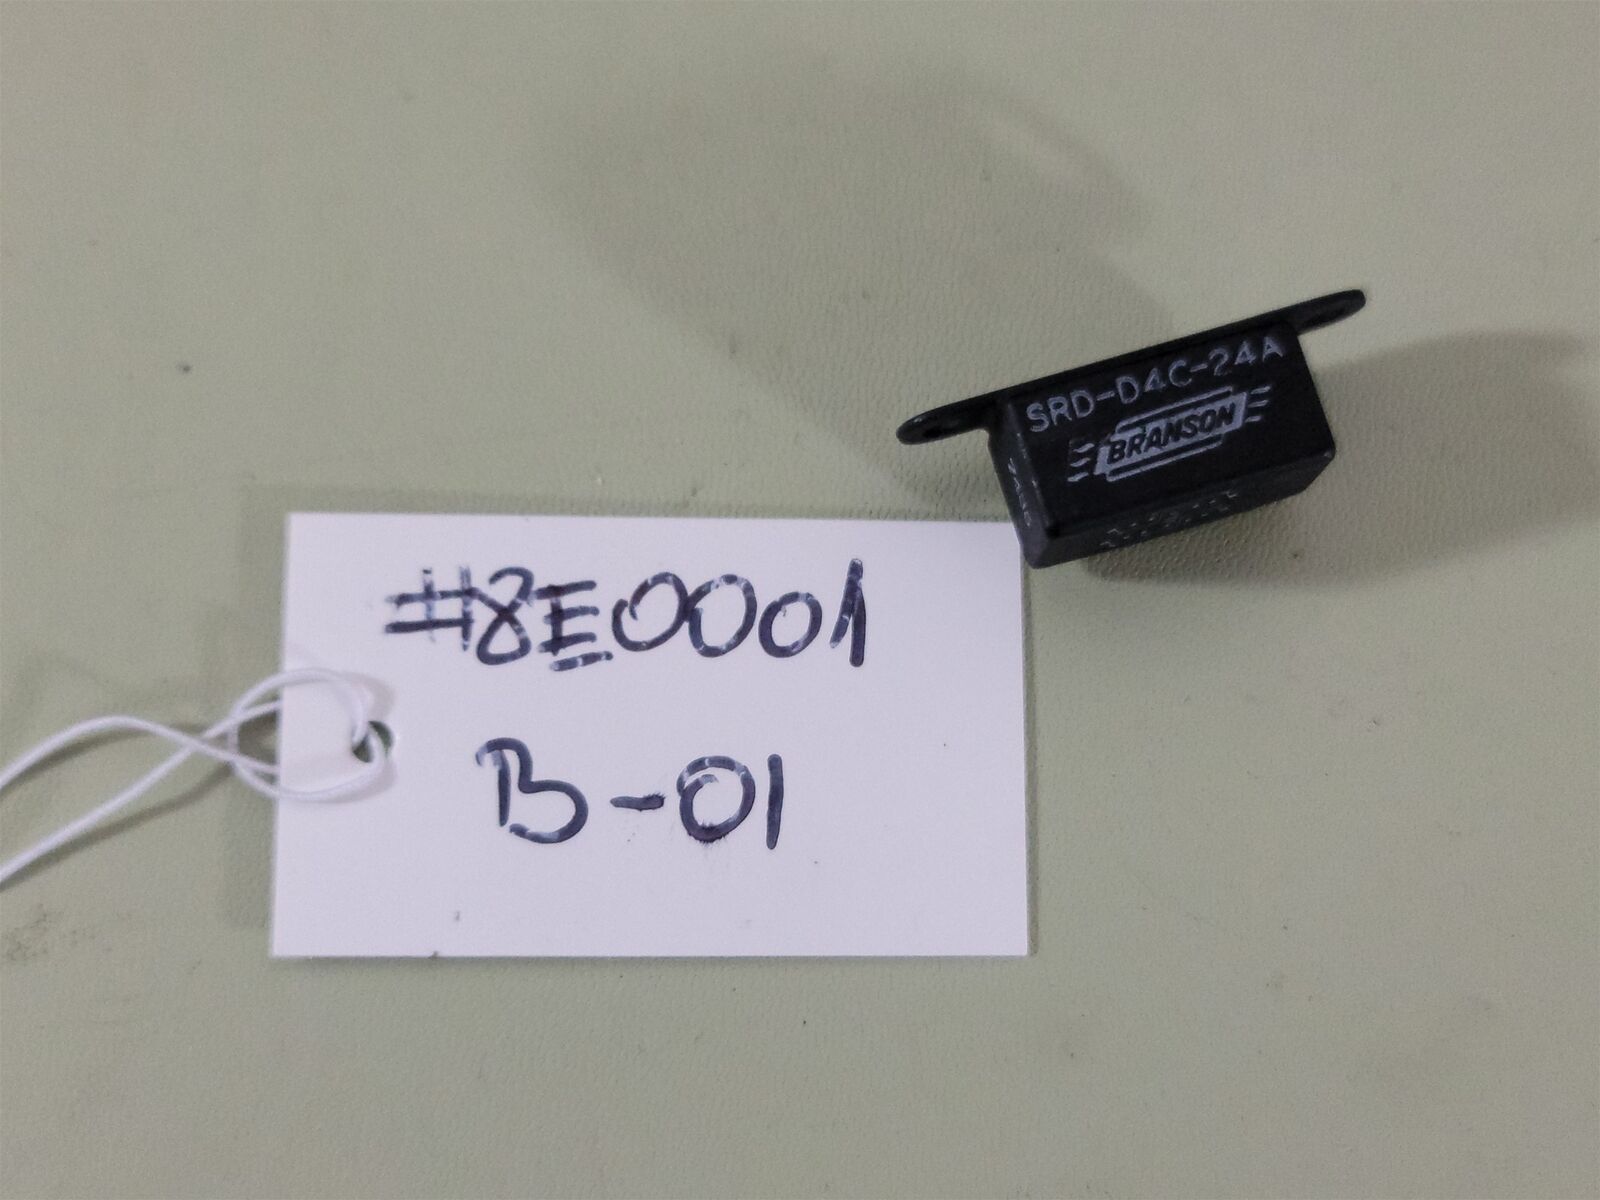 SRD-D4C-24A
BRANSON
#8E0001
B-01